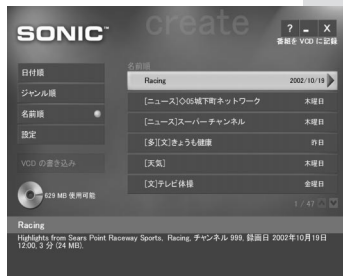 SONIC™
create
? - X
番組を VCD に記録
日付順
ジャンル順
名前順
設定
VCD の書き込み
629 MB 使用可能
名前順
Racing 2002/10/19
[ニュース]◇05城下町ネットワーク 木曜日
[ニュース]スーパーチャンネル 木曜日
[多][文]きょうも健康 昨日
[天気] 木曜日
[文]テレビ体操 金曜日
1 / 47
Racing
Highlights from Sears Point Raceway Sports, Racing, チャンネル 999, 録画日 2002年10月19日
12:00, 3 分 (24 MB).